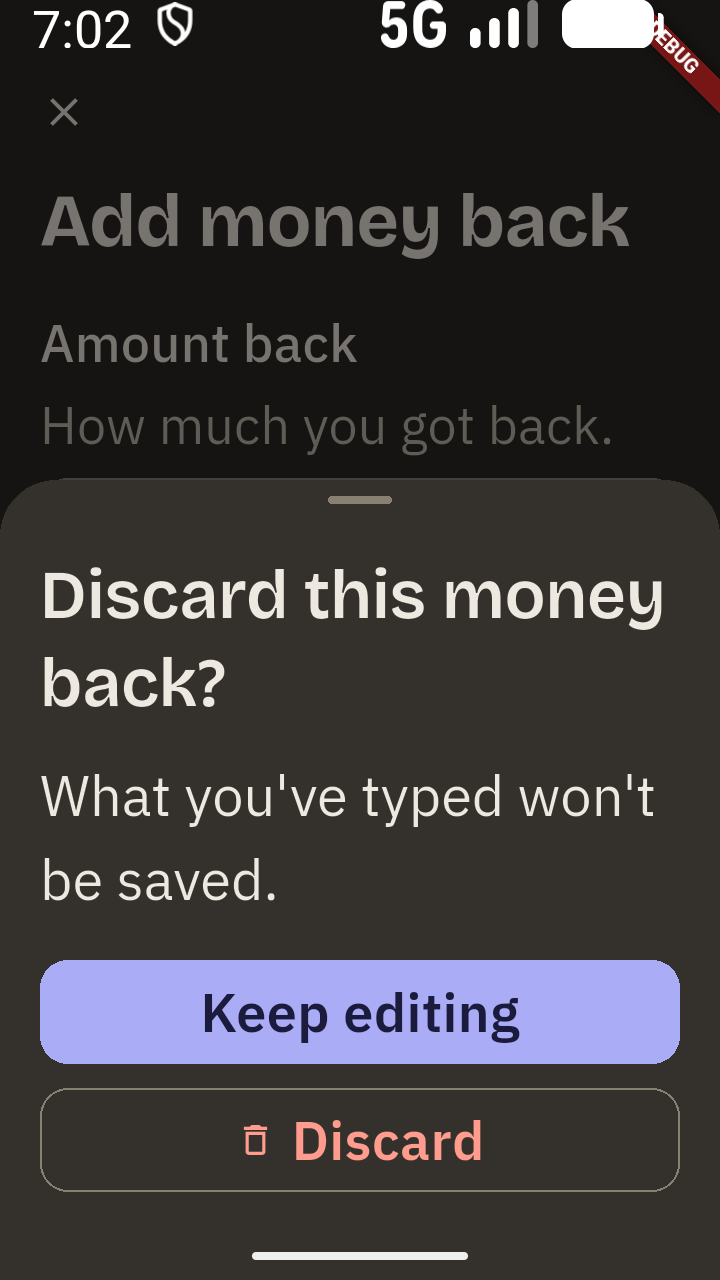 7:02
5G
DEBUG
Add money back
Amount back
How much you got back.
Discard this money
back?
What you've typed won't
be saved.
Keep editing
Discard